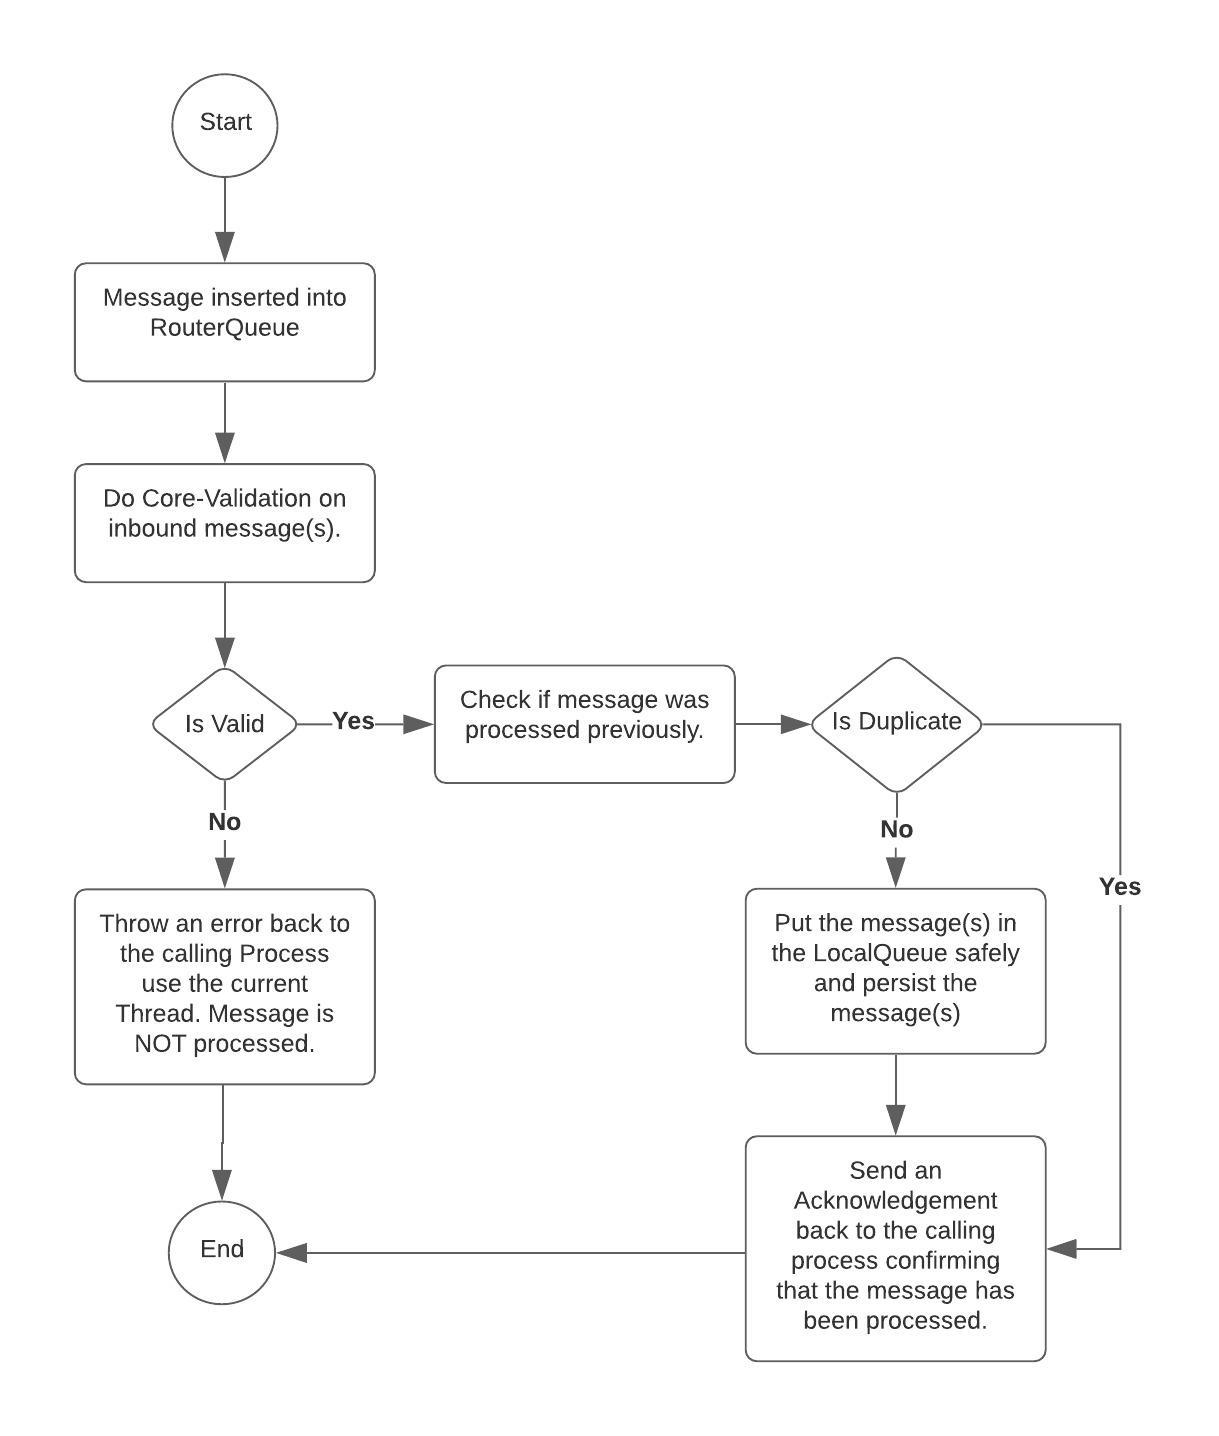 Start
Message inserted into
RouterQueue
Do Core-Validation on
inbound message(s).
Is Valid
Yes
Check if message was
processed previously.
Is Duplicate
No
No
Yes
Throw an error back to
the calling Process
use the current
Thread. Message is
NOT processed.
Put the message(s) in
the LocalQueue safely
and persist the
message(s)
Send an
Acknowledgement
back to the calling
process confirming
that the message has
been processed.
End